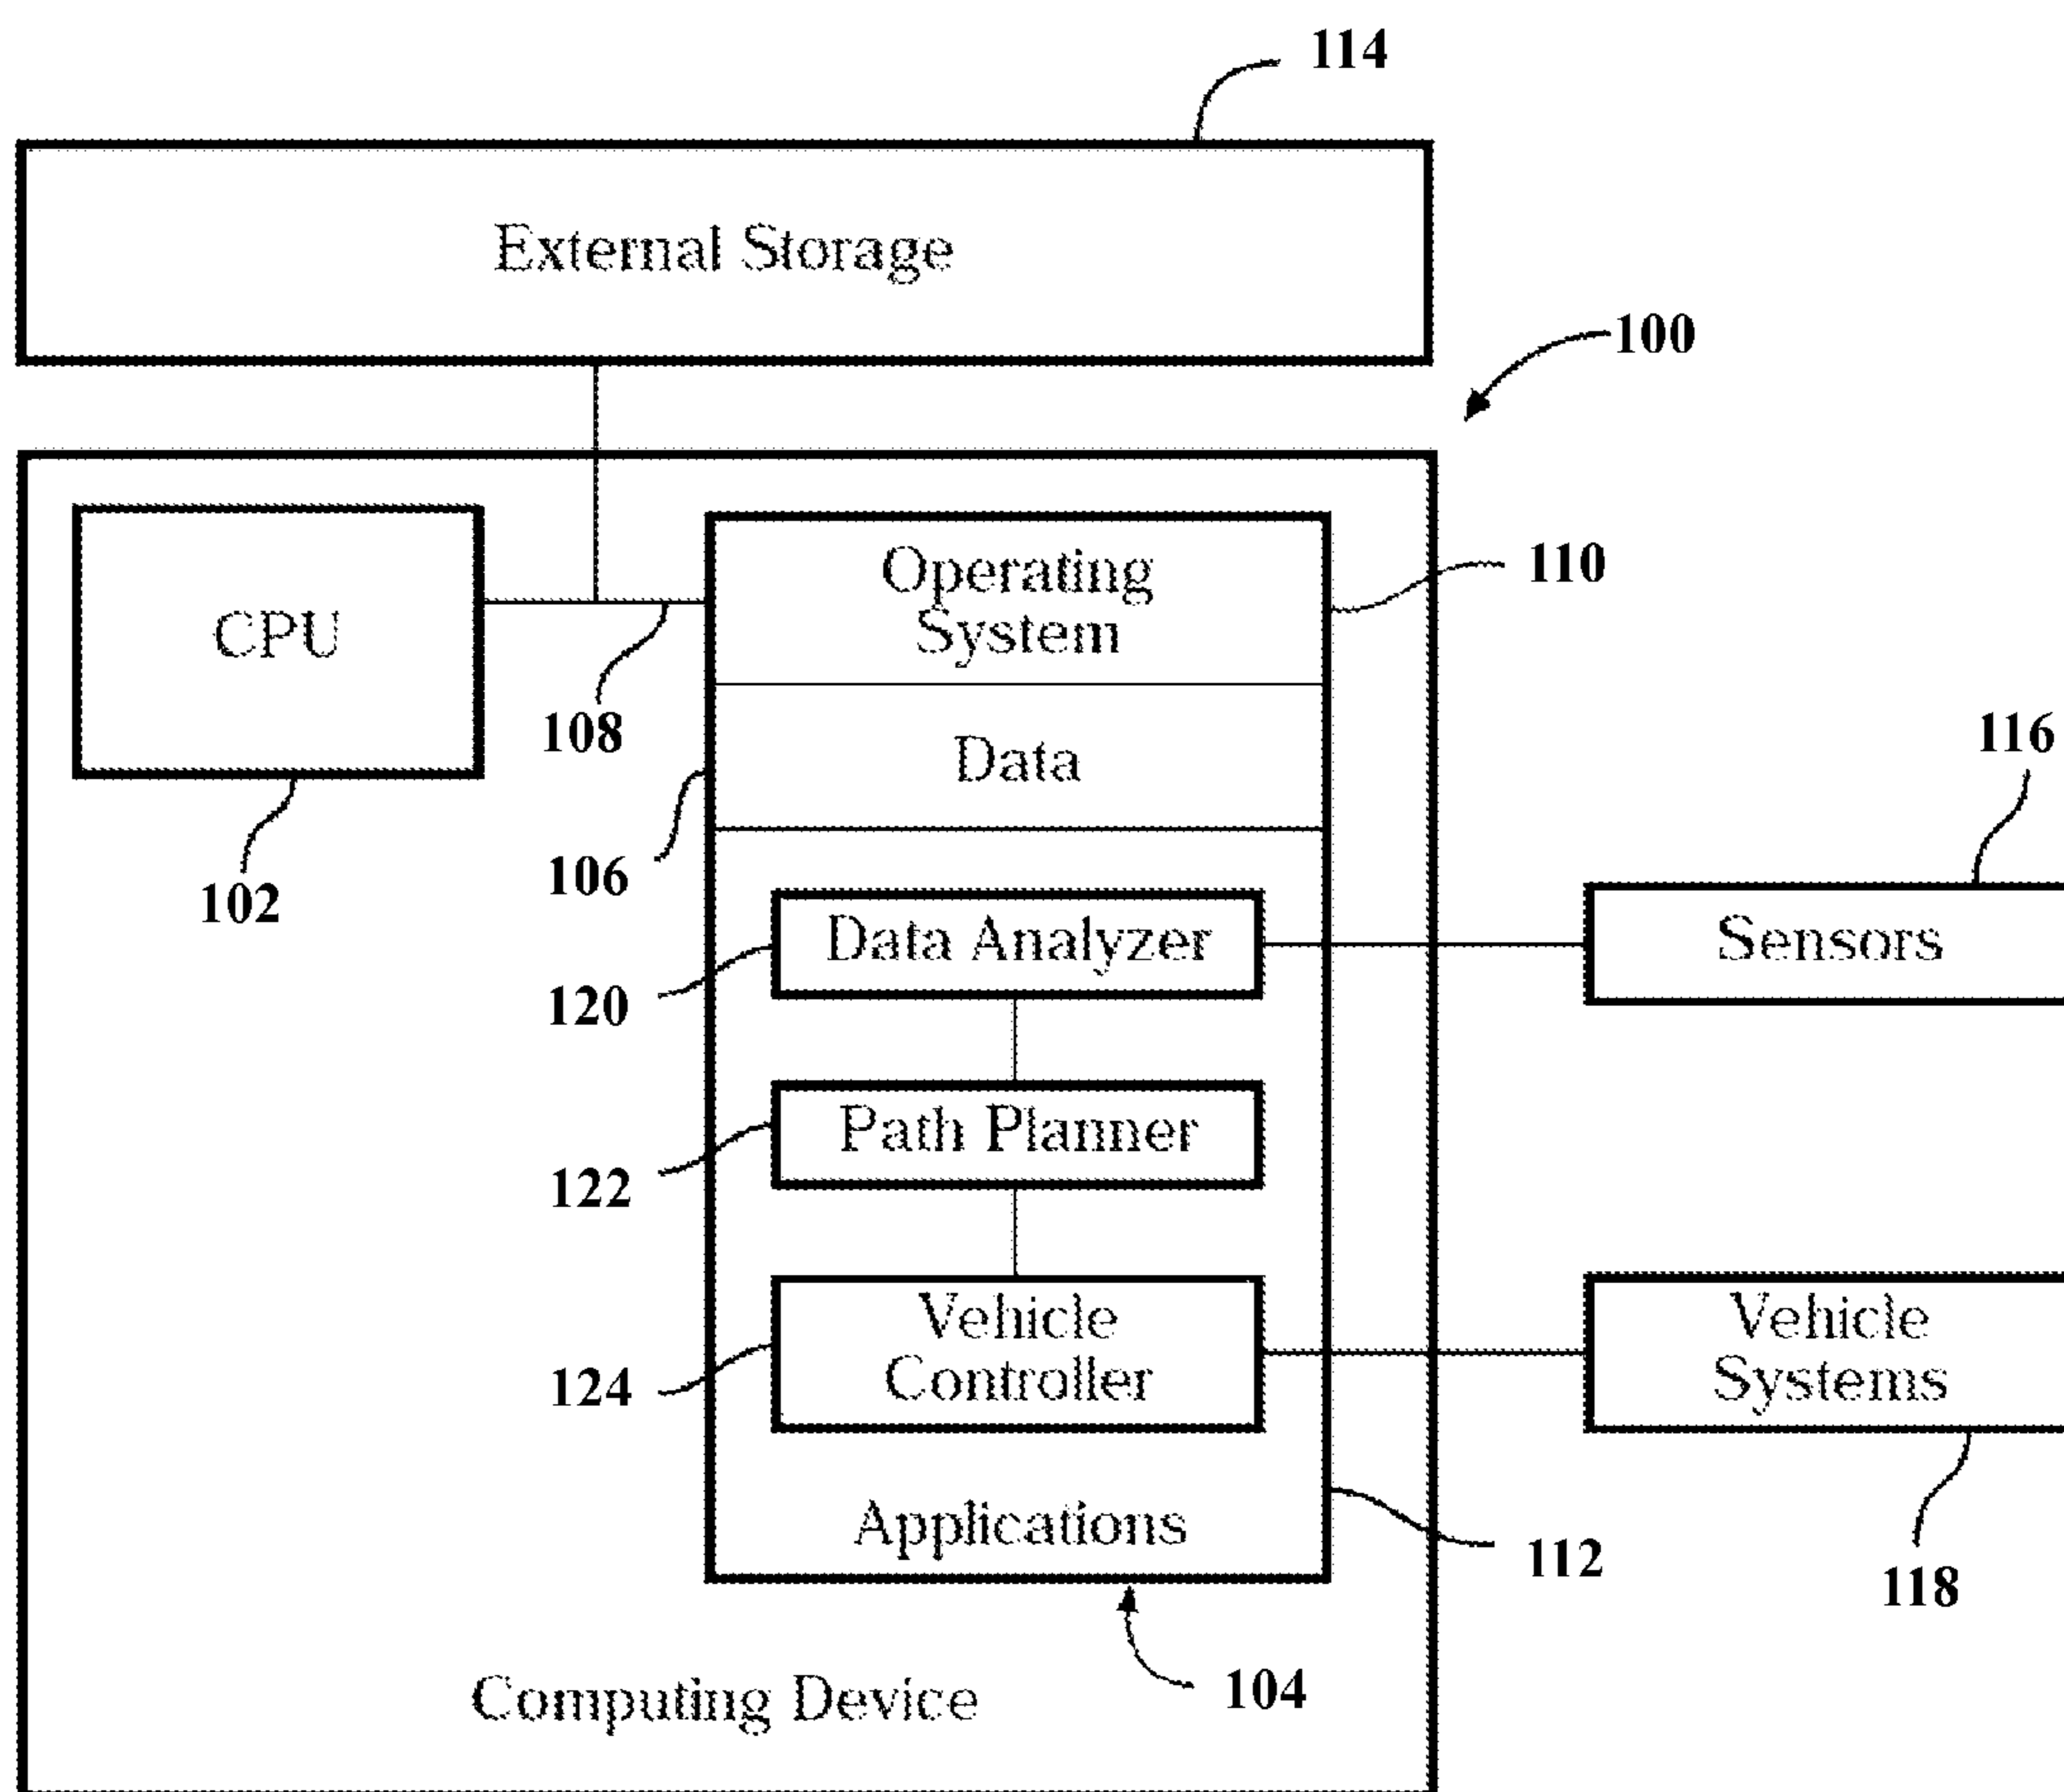 114
External Storage
100
CPU
Operating
System
110
108
Data
116
106
102
Data Analyzer
Sensors
120
Path Planner
122
Vehicle
Controller
Vehicle
Systems
124
Applications
112
118
104
Computing Device